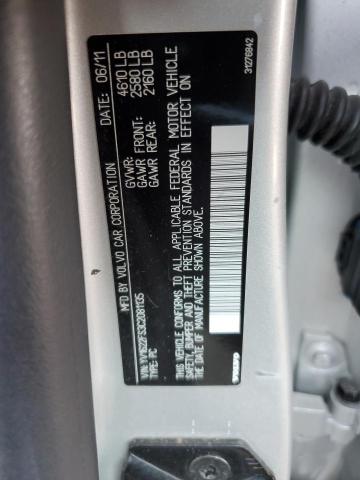 MFD BY VOLVO CAR CORPORATION DATE: 06/11
GVWR: 4610 LB
GAWR FRONT: 2580 LB
GAWR REAR: 2160 LB
THIS VEHICLE CONFORMS TO ALL APPLICABLE FEDERAL MOTOR VEHICLE
SAFETY, BUMPER AND THEFT PREVENTION STANDARDS IN EFFECT ON
THE DATE OF MANUFACTURE SHOWN ABOVE.
TYPE: PC
VOLVO
31276842